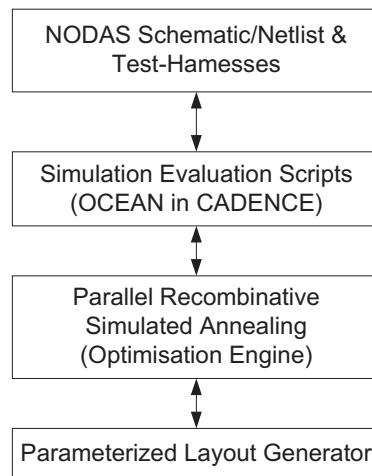 NODAS Schematic/Netlist &
Test-Hamesses
Simulation Evaluation Scripts
(OCEAN in CADENCE)
Parallel Recombinative
Simulated Annealing
(Optimisation Engine)
Parameterized Layout Generator